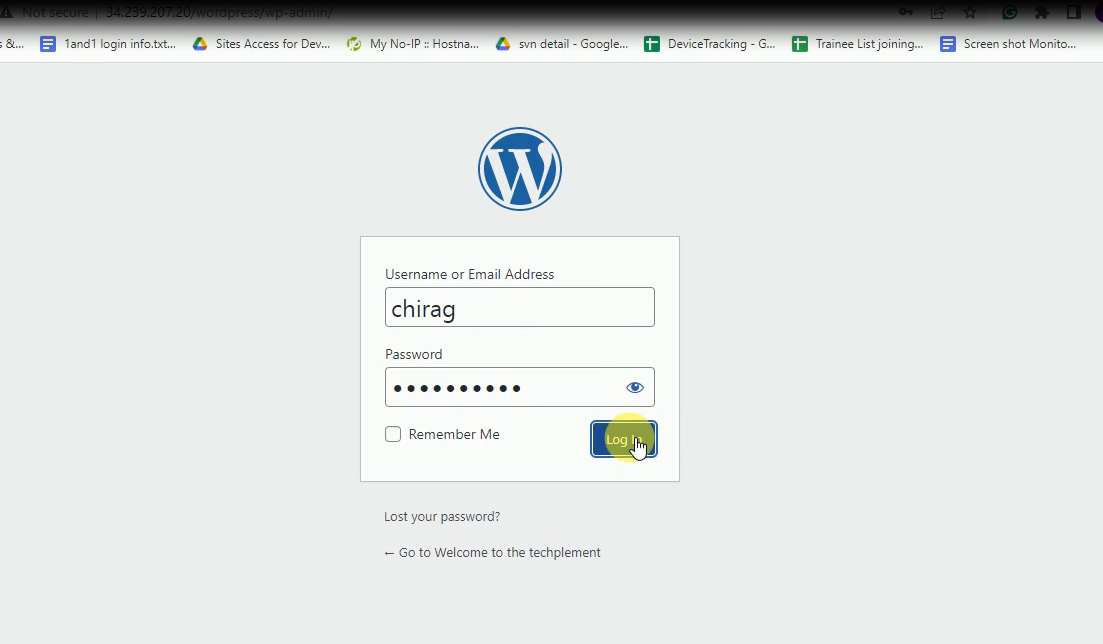 Not secure | 34.239.207.20/wordpress/wp-admin/
s &... 1and1 login info.txt... Sites Access for Dev... My No-IP :: Hostna... svn detail - Google... DeviceTracking - G... Trainee List joining... Screen shot Monito...
Username or Email Address
chirag
Password
Remember Me
Log In
Lost your password?
← Go to Welcome to the techplement